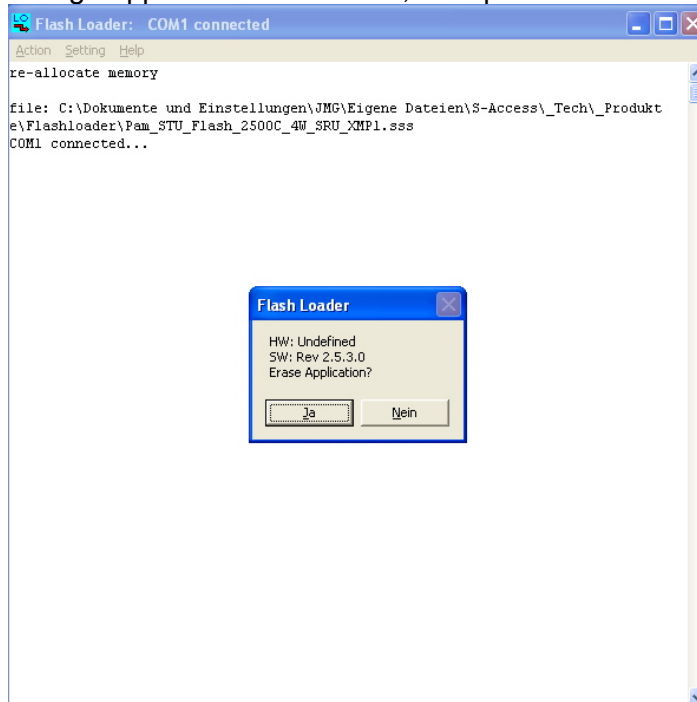 Flash Loader: COM1 connected
Action Setting Help
re-allocate memory
file: C:\Dokumente und Einstellungen\JMG\Eigene Dateien\S-Access\_Tech\_Produkt
e\Flashloader\Pam_STU_Flash_2500C_4W_SRU_XMP1.sss
COM1 connected...
Flash Loader
HW: Undefined
SW: Rev 2.5.3.0
Erase Application?
Ja Nein